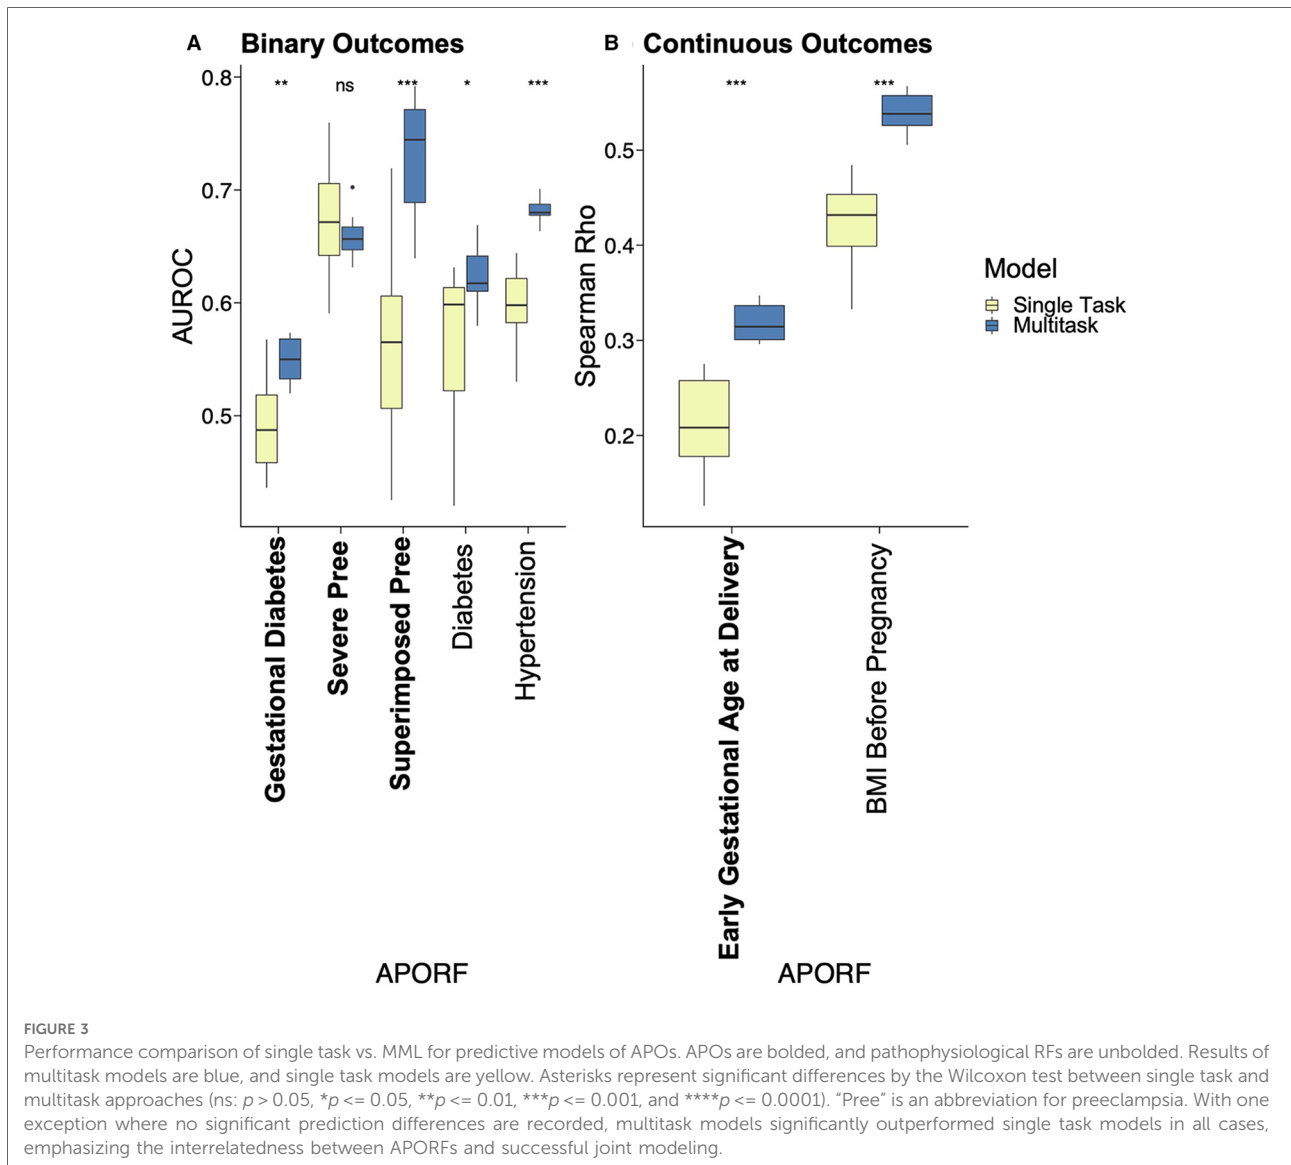 A Binary Outcomes
B Continuous Outcomes
** ns *** * ***
*** ***
0.8
0.7
0.6
0.5
AUROC
0.5
0.4
0.3
0.2
Spearman Rho
Model
Single Task
Multitask
Gestational Diabetes
Severe Pree
Superimposed Pree
Diabetes
Hypertension
Early Gestational Age at Delivery
BMI Before Pregnancy
APORF
APORF
FIGURE 3
Performance comparison of single task vs. MML for predictive models of APOs. APOs are bolded, and pathophysiological RFs are unbolded. Results of
multitask models are blue, and single task models are yellow. Asterisks represent significant differences by the Wilcoxon test between single task and
multitask approaches (ns: p > 0.05, *p <= 0.05, **p <= 0.01, ***p <= 0.001, and ****p <= 0.0001). “Pree” is an abbreviation for preeclampsia. With one
exception where no significant prediction differences are recorded, multitask models significantly outperformed single task models in all cases,
emphasizing the interrelatedness between APORFs and successful joint modeling.